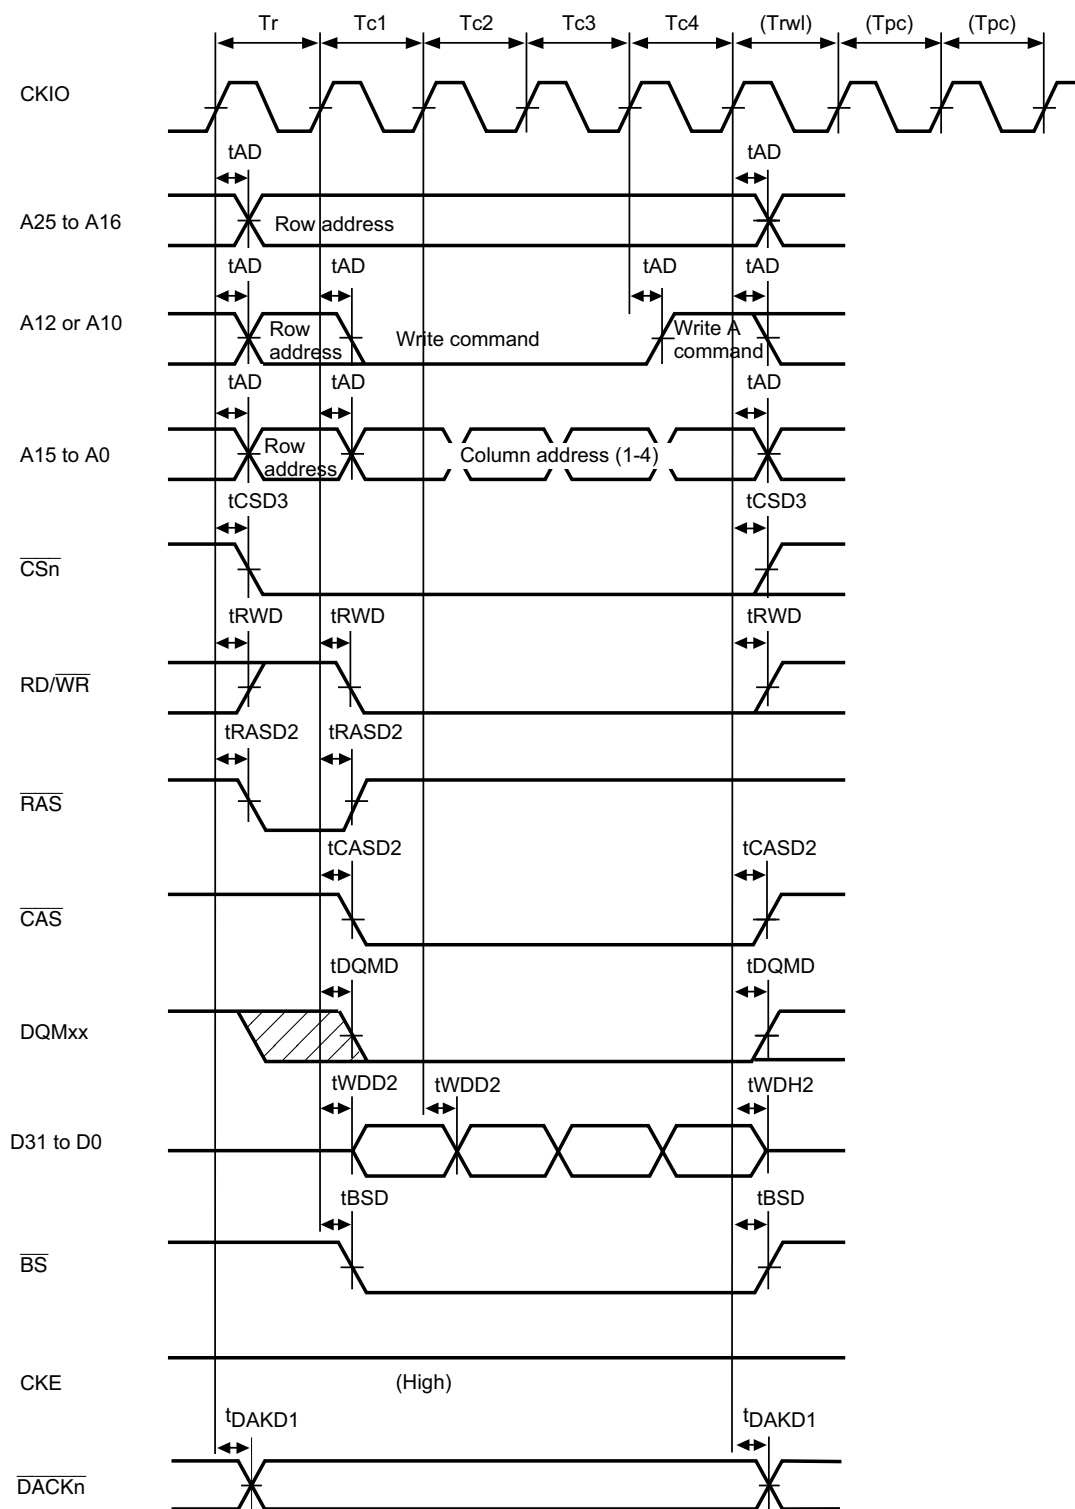 Tr Tc1 Tc2 Tc3 Tc4 (Trwl) (Tpc) (Tpc)
CKIO
tAD tAD
A25 to A16 Row address
tAD tAD tAD tAD
A12 or A10 Row address Write command Write A command
tAD tAD tAD
A15 to A0 Row address Column address (1-4)
tCSD3 tCSD3
CSn
tRWD tRWD tRWD
RD/WR
tRASD2 tRASD2
RAS
tCASD2 tCASD2
CAS
tDQMD tDQMD
DQMxx
tWDD2 tWDD2 tWDH2
D31 to D0
tBSD tBSD
BS
CKE (High)
tDAKD1 tDAKD1
DACKn